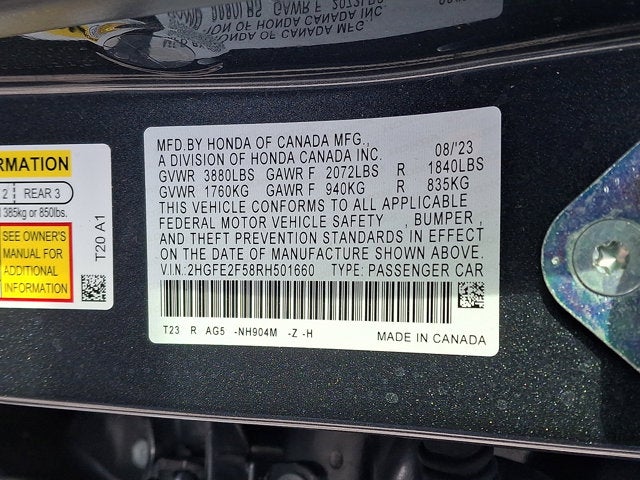 MFD.BY HONDA OF CANADA MFG., 08/'23
A DIVISION OF HONDA CANADA INC.
GVWR 3880LBS GAWR F 2072LBS R 1840LBS
GVWR 1760KG GAWR F 940KG R 835KG
THIS VEHICLE CONFORMS TO ALL APPLICABLE
FEDERAL MOTOR VEHICLE SAFETY , BUMPER ,
AND THEFT PREVENTION STANDARDS IN EFFECT
ON THE DATE OF MANUFACTURE SHOWN ABOVE.
V.I.N.:2HGFE2F58RH501660 TYPE: PASSENGER CAR
T23 R AG5 -NH904M -Z -H
MADE IN CANADA
2 REAR 3
385kg or 850lbs.
SEE OWNER'S
MANUAL FOR
ADDITIONAL
INFORMATION
T20 A1